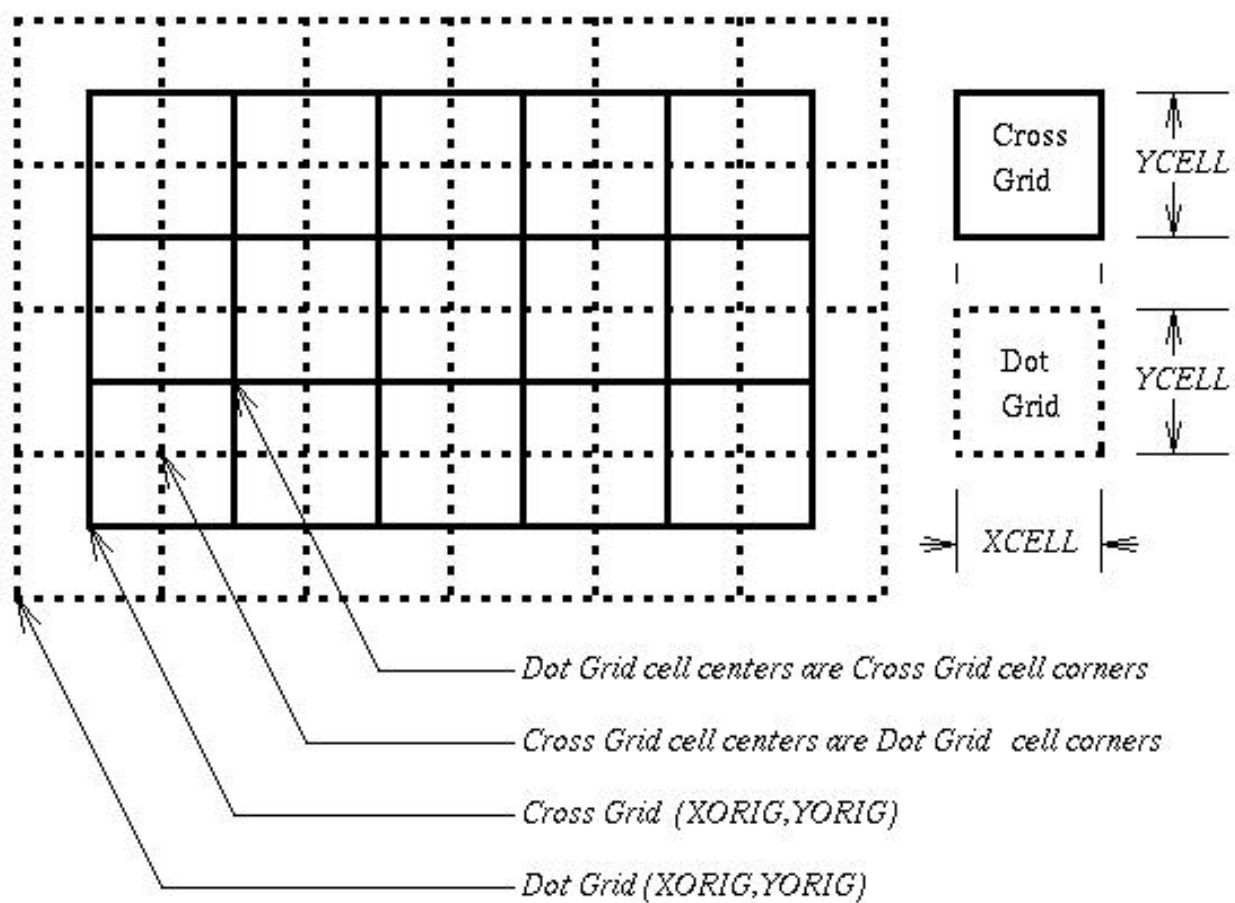 Cross
Grid
YCELL
Dot
Grid
YCELL
XCELL
Dot Grid cell centers are Cross Grid cell corners
Cross Grid cell centers are Dot Grid cell corners
Cross Grid (XORIG,YORIG)
Dot Grid (XORIG,YORIG)